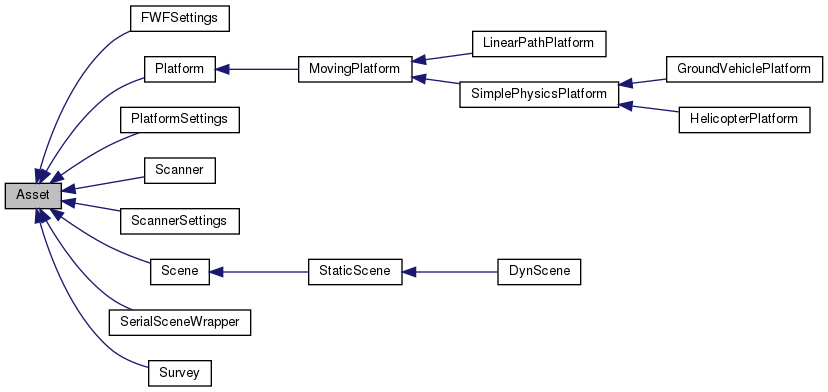 FWFSettings
LinearPathPlatform
Platform
MovingPlatform
GroundVehiclePlatform
SimplePhysicsPlatform
PlatformSettings
HelicopterPlatform
Scanner
Asset
ScannerSettings
Scene
StaticScene
DynScene
SerialSceneWrapper
Survey